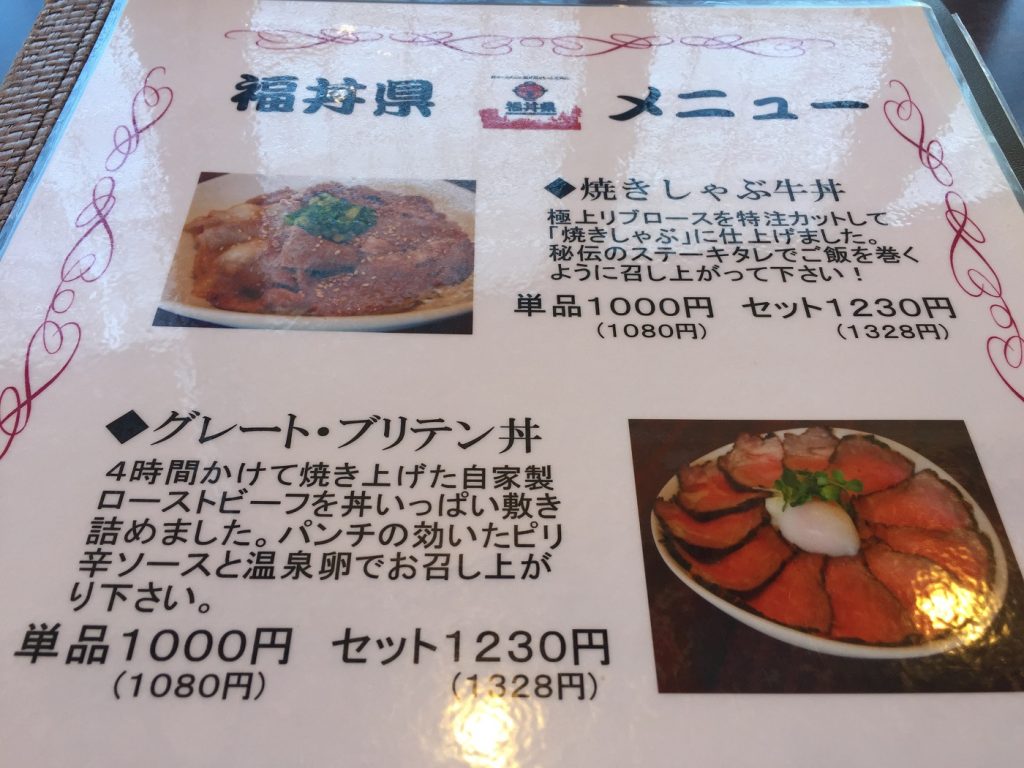 福丼県 福丼県 メニュー
◆焼きしゃぶ牛丼
極上リブロースを特注カットして
「焼きしゃぶ」に仕上げました。
秘伝のステーキタレでご飯を巻く
ように召し上がって下さい！
単品1000円 セット1230円
(1080円) (1328円)
◆グレート・ブリテン丼
4時間かけて焼き上げた自家製
ローストビーフを丼いっぱい敷き
詰めました。パンチの効いたピリ
辛ソースと温泉卵でお召し上が
り下さい。
単品1000円 セット1230円
(1080円) (1328円)